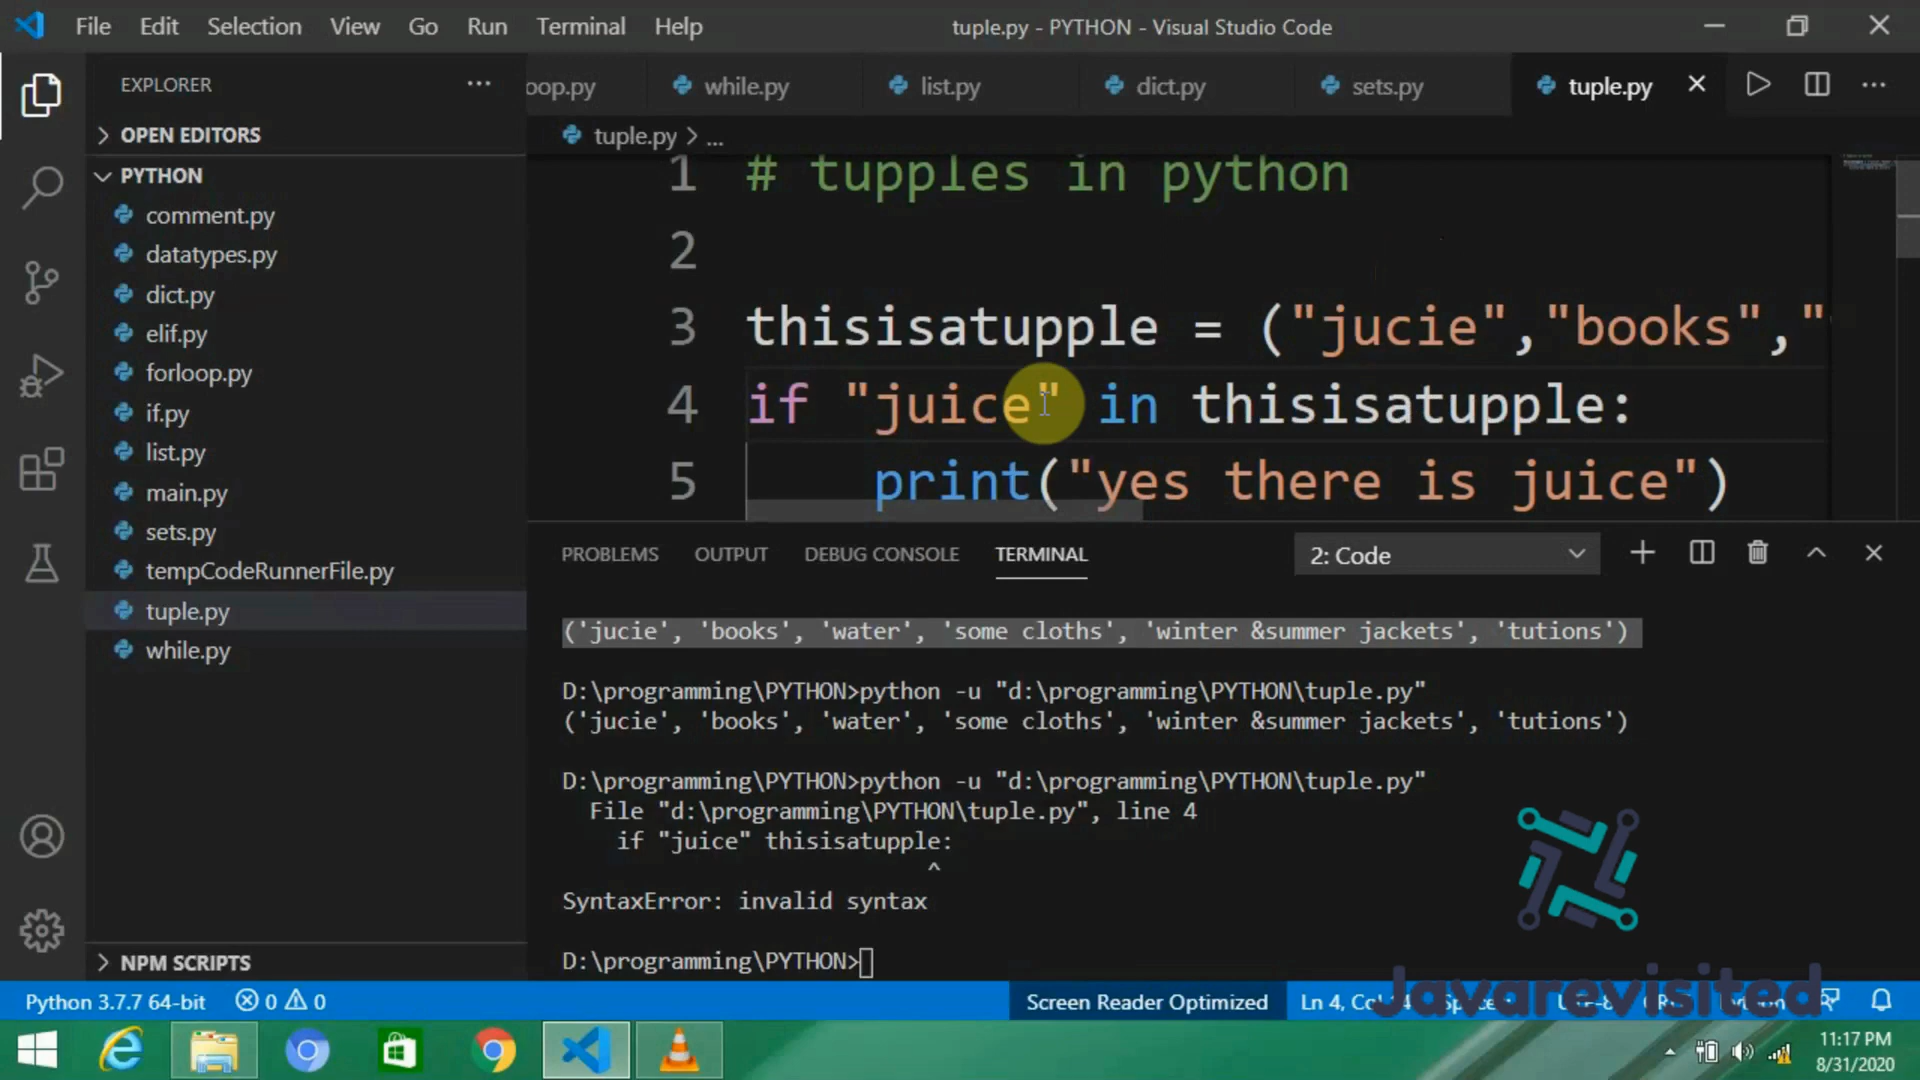 File Edit Selection View Go Run Terminal Help
tuple.py - PYTHON - Visual Studio Code
EXPLORER
OPEN EDITORS
PYTHON
comment.py
datatypes.py
dict.py
elif.py
forloop.py
if.py
list.py
main.py
sets.py
tempCodeRunnerFile.py
tuple.py
while.py
NPM SCRIPTS
oop.py while.py list.py dict.py sets.py tuple.py
tuple.py > ...
1 # tupples in python
2
3 thisisatupple = ("jucie","books","
4 if "juice" in thisisatupple:
5 print("yes there is juice")
PROBLEMS OUTPUT DEBUG CONSOLE TERMINAL
2: Code
('jucie', 'books', 'water', 'some cloths', 'winter &summer jackets', 'tutions')
D:\programming\PYTHON>python -u "d:\programming\PYTHON\tuple.py"
('jucie', 'books', 'water', 'some cloths', 'winter &summer jackets', 'tutions')
D:\programming\PYTHON>python -u "d:\programming\PYTHON\tuple.py"
File "d:\programming\PYTHON\tuple.py", line 4
if "juice" thisisatupple:
^
SyntaxError: invalid syntax
D:\programming\PYTHON>
Javarevisited
Python 3.7.7 64-bit 0 0
Screen Reader Optimized
Ln 4,
11:17 PM
8/31/2020